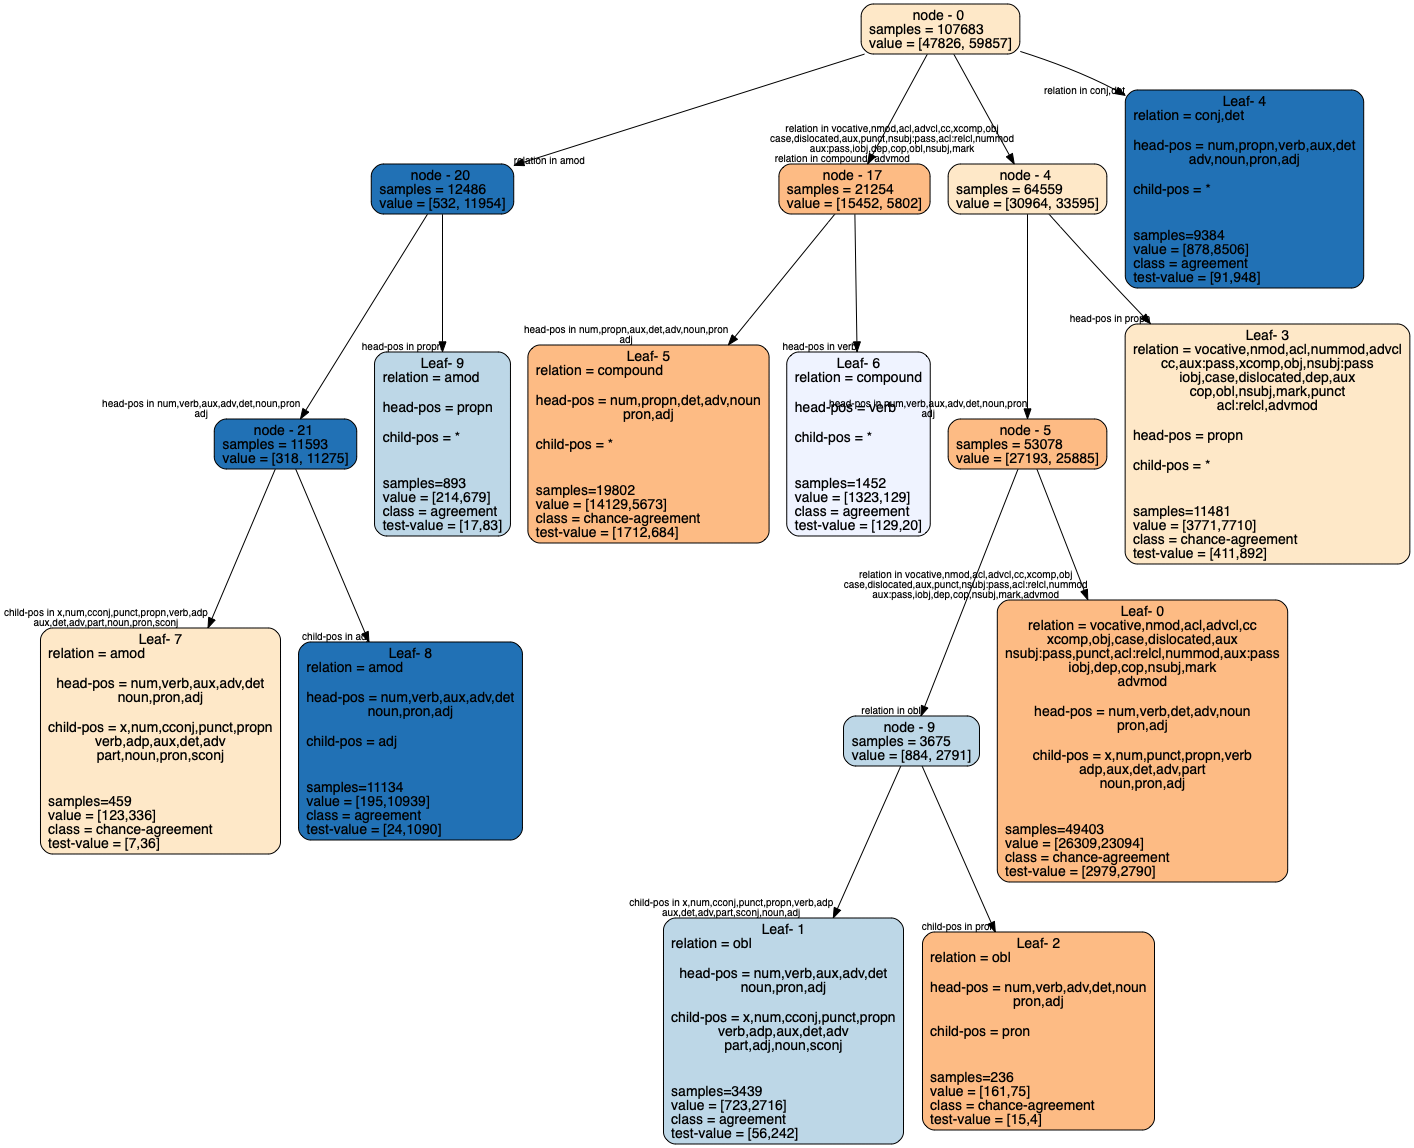 node - 0
samples = 107683
value = [47826, 59857]
relation in conj,det
Leaf- 4
relation = conj,det
head-pos = num,propn,verb,aux,det
adv,noun,pron,adj
child-pos = *
samples=9384
value = [878,8506]
class = agreement
test-value = [91,948]
relation in vocative,nmod,acl,advcl,cc,xcomp,obj
case,dislocated,aux,punct,nsubj:pass,acl:relcl,nummod
aux:pass,iobj,dep,cop,obl,nsubj,mark
relation in compound,advmod
relation in amod
node - 20
samples = 12486
value = [532, 11954]
node - 17
samples = 21254
value = [15452, 5802]
node - 4
samples = 64559
value = [30964, 33595]
head-pos in propn
Leaf- 3
relation = vocative,nmod,acl,nummod,advcl
cc,aux:pass,xcomp,obj,nsubj:pass
iobj,case,dislocated,dep,aux
cop,obl,nsubj,mark,punct
acl:relcl,advmod
head-pos = propn
child-pos = *
samples=11481
value = [3771,7710]
class = chance-agreement
test-value = [411,892]
head-pos in propn
Leaf- 9
relation = amod
head-pos = propn
child-pos = *
samples=893
value = [214,679]
class = agreement
test-value = [17,83]
head-pos in num,propn,aux,det,adv,noun,pron
adj
Leaf- 5
relation = compound
head-pos = num,propn,det,adv,noun
pron,adj
child-pos = *
samples=19802
value = [14129,5673]
class = chance-agreement
test-value = [1712,684]
head-pos in verb
Leaf- 6
relation = compound
head-pos = verb
child-pos = *
samples=1452
value = [1323,129]
class = agreement
test-value = [129,20]
head-pos in num,verb,aux,adv,det,noun,pron
adj
node - 21
samples = 11593
value = [318, 11275]
head-pos in num,verb,aux,adv,det,noun,pron
adj
node - 5
samples = 53078
value = [27193, 25885]
child-pos in x,num,cconj,punct,propn,verb,adp
aux,det,adv,part,noun,pron,sconj
Leaf- 7
relation = amod
head-pos = num,verb,aux,adv,det
noun,pron,adj
child-pos = x,num,cconj,punct,propn
verb,adp,aux,det,adv
part,noun,pron,sconj
samples=459
value = [123,336]
class = chance-agreement
test-value = [7,36]
child-pos in adj
Leaf- 8
relation = amod
head-pos = num,verb,aux,adv,det
noun,pron,adj
child-pos = adj
samples=11134
value = [195,10939]
class = agreement
test-value = [24,1090]
relation in vocative,nmod,acl,advcl,cc,xcomp,obj
case,dislocated,aux,punct,nsubj:pass,acl:relcl,nummod
aux:pass,iobj,dep,cop,nsubj,mark,advmod
Leaf- 0
relation = vocative,nmod,acl,advcl,cc
xcomp,obj,case,dislocated,aux
nsubj:pass,punct,acl:relcl,nummod,aux:pass
iobj,dep,cop,nsubj,mark
advmod
head-pos = num,verb,det,adv,noun
pron,adj
child-pos = x,num,punct,propn,verb
adp,aux,det,adv,part
noun,pron,adj
samples=49403
value = [26309,23094]
class = chance-agreement
test-value = [2979,2790]
relation in obl
node - 9
samples = 3675
value = [884, 2791]
child-pos in x,num,cconj,punct,propn,verb,adp
aux,det,adv,part,sconj,noun,adj
Leaf- 1
relation = obl
head-pos = num,verb,aux,adv,det
noun,pron,adj
child-pos = x,num,cconj,punct,propn
verb,adp,aux,det,adv
part,adj,noun,sconj
samples=3439
value = [723,2716]
class = agreement
test-value = [56,242]
child-pos in pron
Leaf- 2
relation = obl
head-pos = num,verb,adv,det,noun
pron,adj
child-pos = pron
samples=236
value = [161,75]
class = chance-agreement
test-value = [15,4]